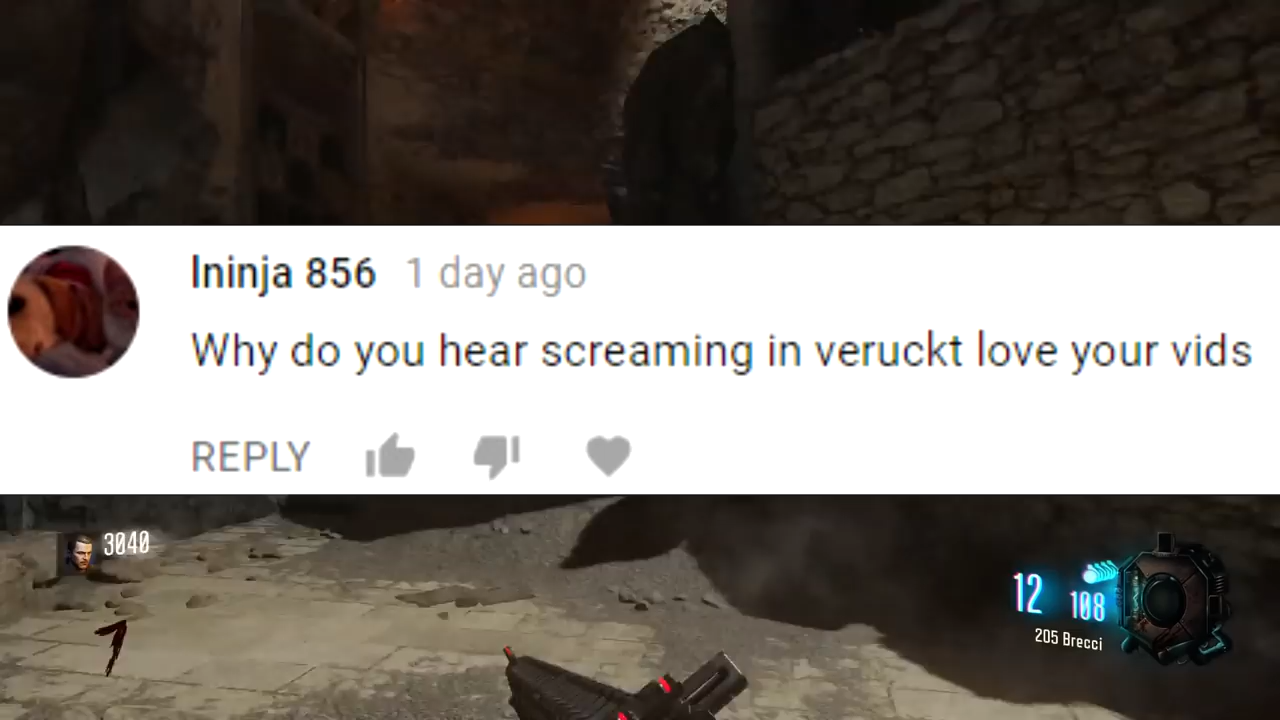 Ininja 856 1 day ago
Why do you hear screaming in veruckt love your vids
REPLY
3040
12 108
205 Brecci
1